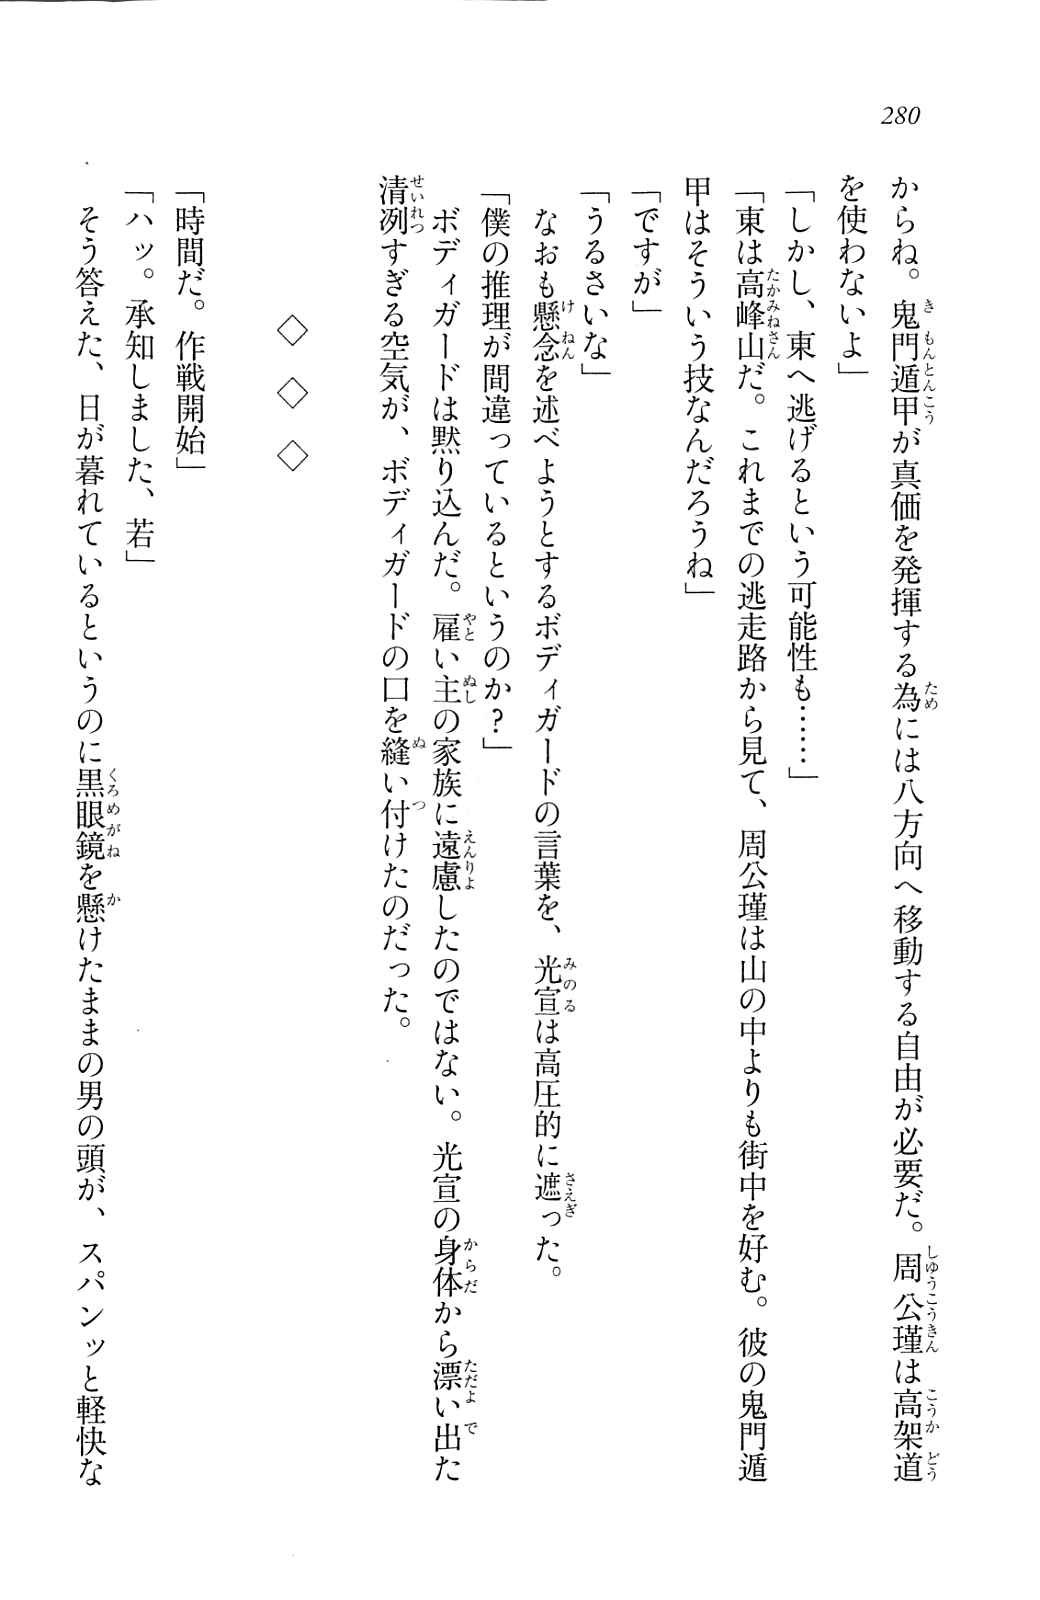 280
からね。鬼門遁甲が真価を発揮する為には八方向へ移動する自由が必要だ。周公瑾は高架道
を使わないよ」
「しかし、東へ逃げるという可能性も……」
「東は高峰山だ。これまでの逃走路から見て、周公瑾は山の中よりも街中を好む。彼の鬼門遁
甲はそういう技なんだろうね」
「ですが」
「うるさいな」
なおも懸念を述べようとするボディガードの言葉を、光宣は高圧的に遮った。
「僕の推理が間違っているというのか？」
ボディガードは黙り込んだ。雇い主の家族に遠慮したのではない。光宣の身体から漂い出た
清冽すぎる空気が、ボディガードの口を縫い付けたのだった。
◇　◇　◇
「時間だ。作戦開始」
「ハッ。承知しました、若」
そう答えた、日が暮れているというのに黒眼鏡を懸けたままの男の頭が、スパンッと軽快な